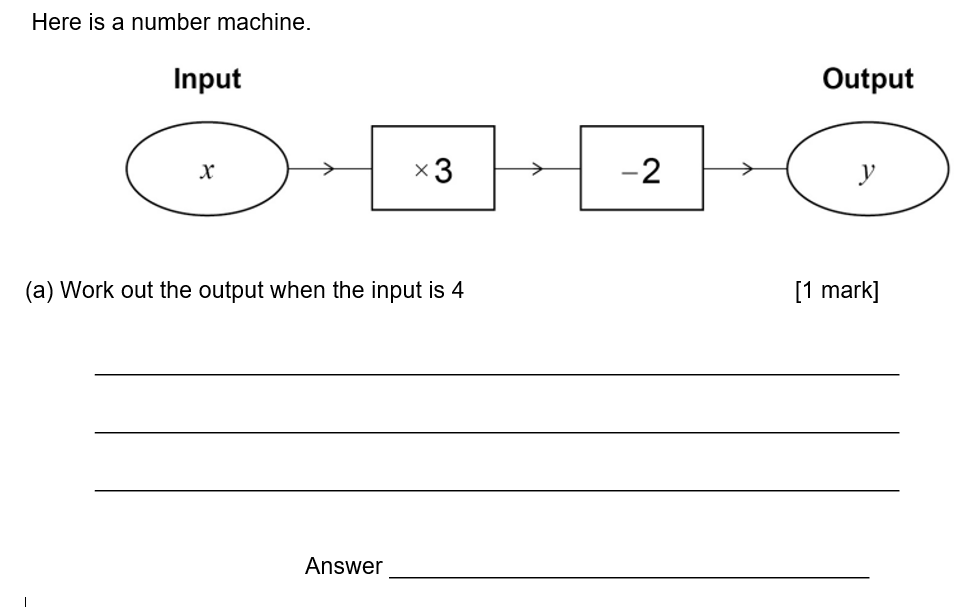 Here is a number machine.
Input Output
x ×3 −2 y
(a) Work out the output when the input is 4 [1 mark]
Answer